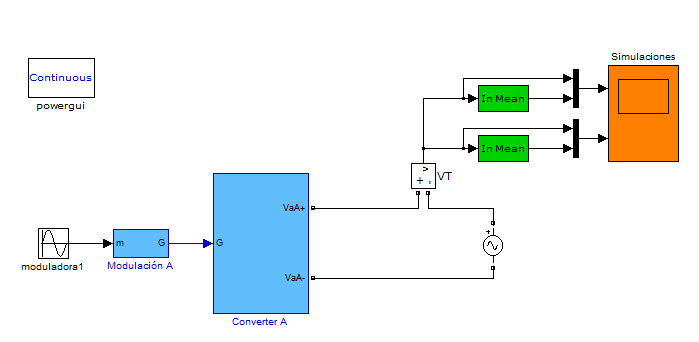 Simulaciones
Continuous
powergui
In Mean
In Mean
v
+ -
VT
VaA+
+
moduladora1
m
G
Modulación A
G
VaA-
Converter A